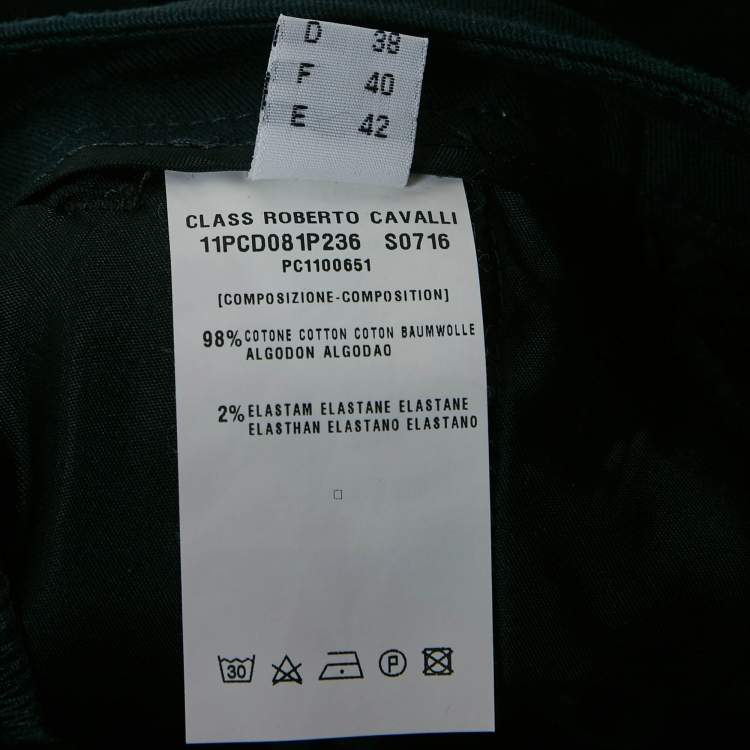 D 38
F 40
E 42
CLASS ROBERTO CAVALLI
11PCD081P236 S0716
PC1100651
[COMPOSIZIONE-COMPOSITION]
98% COTONE COTTON COTON BAUMWOLLE
ALGODON ALGODAO
2% ELASTAM ELASTANE ELASTANE
ELASTHAN ELASTANO ELASTANO
30 P